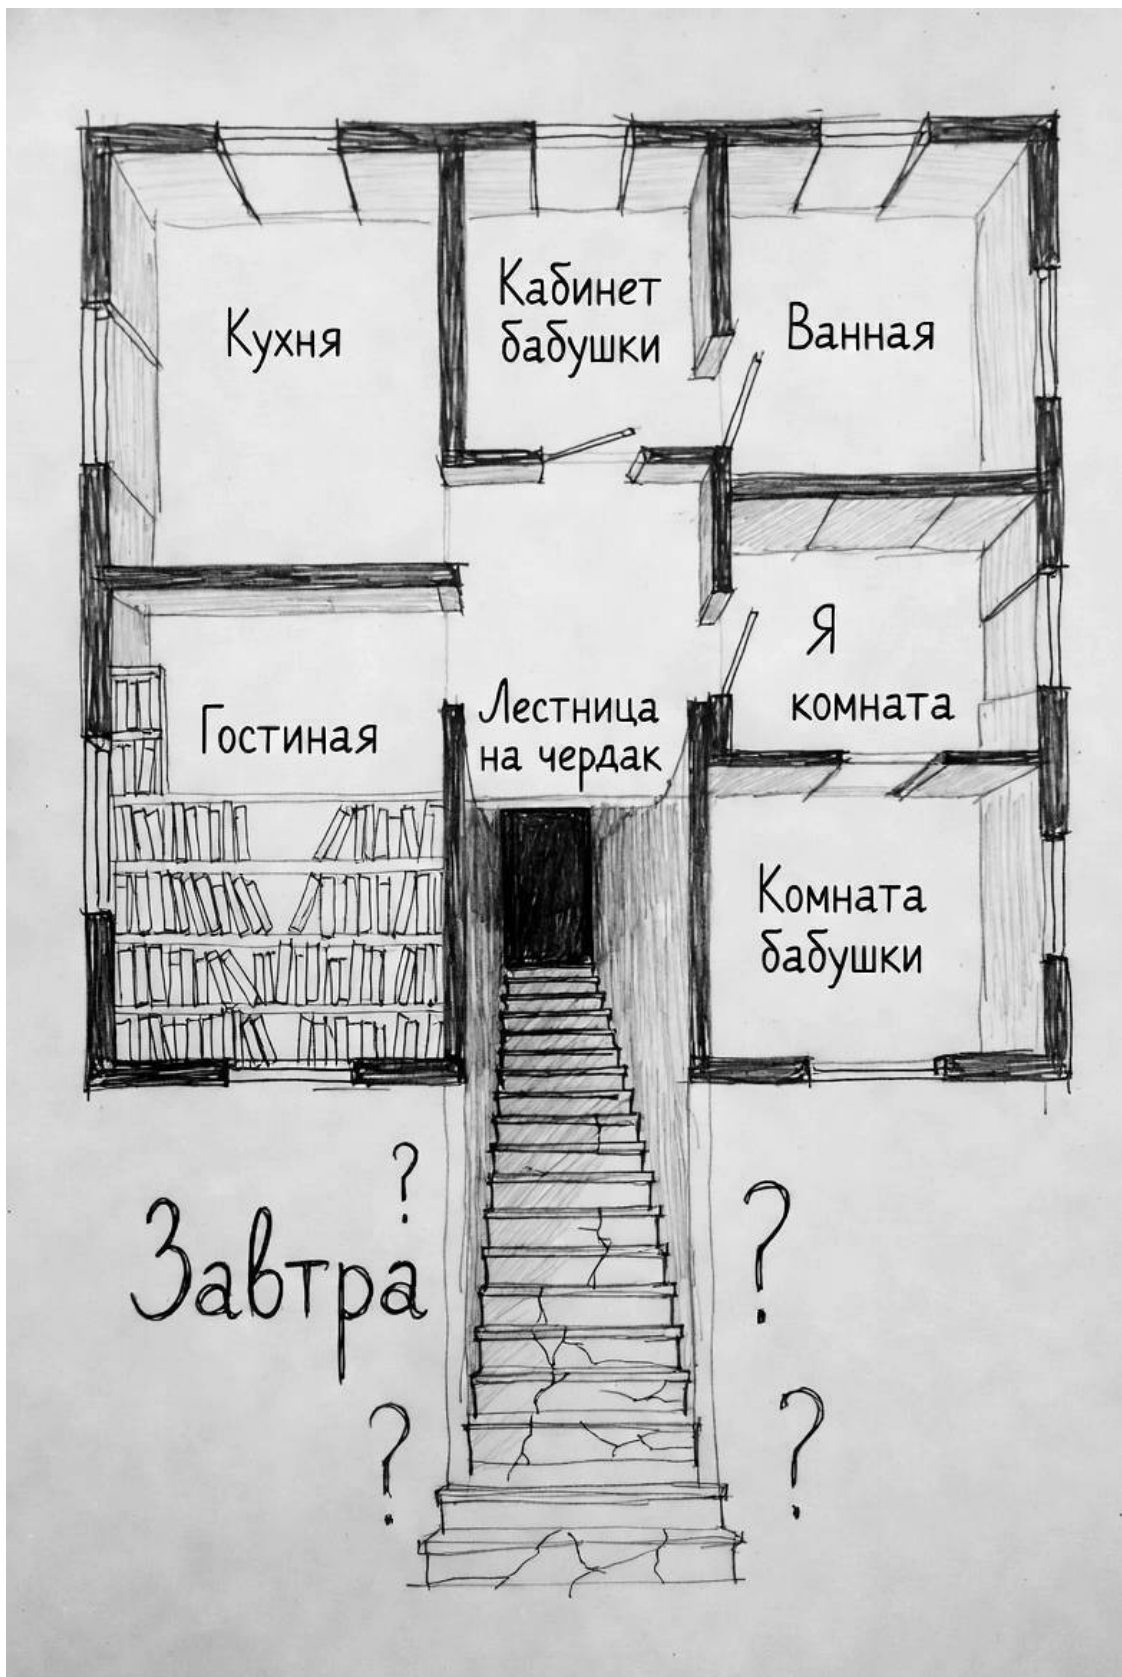 Кухня
Кабинет
бабушки
Ванная
Я
комната
Гостиная
Лестница
на чердак
Комната
бабушки
?
Завтра
?
?
?